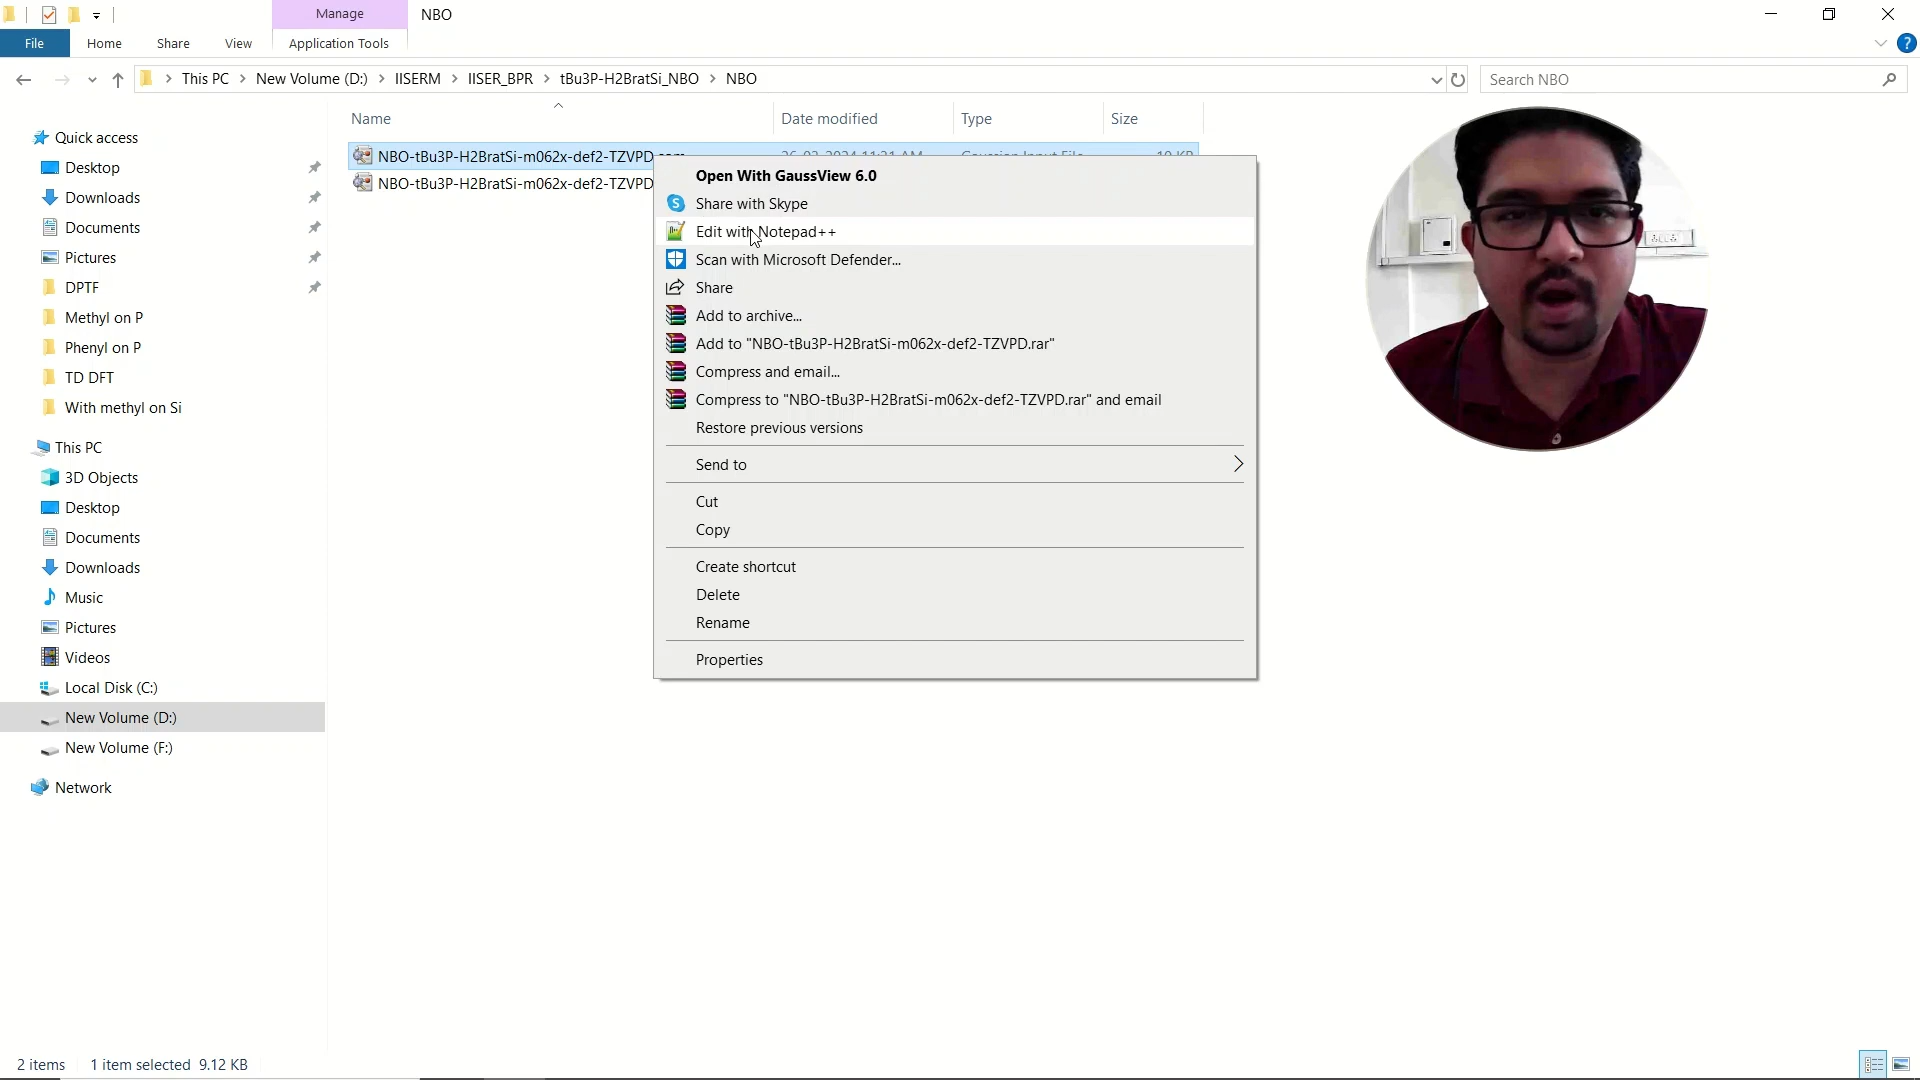 Manage
NBO
File
Home
Share
View
Application Tools
This PC
New Volume (D:)
IISERM
IISER_BPR
tBu3P-H2BratSi_NBO
NBO
Search NBO
Name
Date modified
Type
Size
NBO-tBu3P-H2BratSi-m062x-def2-TZVPD
NBO-tBu3P-H2BratSi-m062x-def2-TZVPD
Quick access
Desktop
Downloads
Documents
Pictures
DPTF
Methyl on P
Phenyl on P
TD DFT
With methyl on Si
This PC
3D Objects
Desktop
Documents
Downloads
Music
Pictures
Videos
Local Disk (C:)
New Volume (D:)
New Volume (F:)
Network
Open With GaussView 6.0
Share with Skype
Edit with Notepad++
Scan with Microsoft Defender...
Share
Add to archive...
Add to "NBO-tBu3P-H2BratSi-m062x-def2-TZVPD.rar"
Compress and email...
Compress to "NBO-tBu3P-H2BratSi-m062x-def2-TZVPD.rar" and email
Restore previous versions
Send to
Cut
Copy
Create shortcut
Delete
Rename
Properties
2 items
1 item selected 9.12 KB